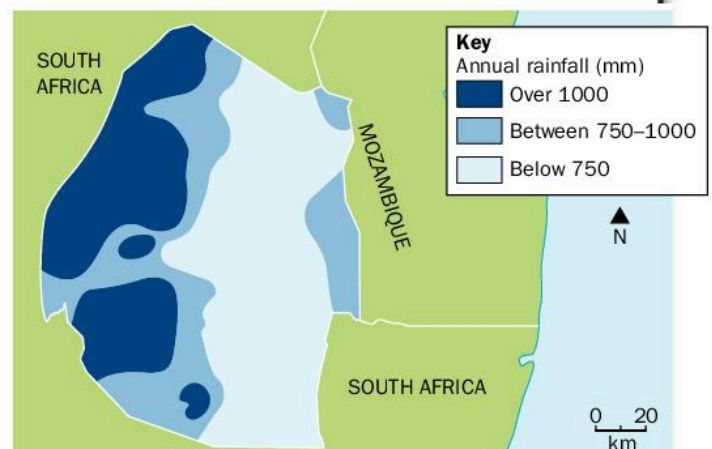 SOUTH
AFRICA
Key
Annual rainfall (mm)
Over 1000
Between 750–1000
Below 750
MOZAMBIQUE
N
SOUTH AFRICA
0 20
km